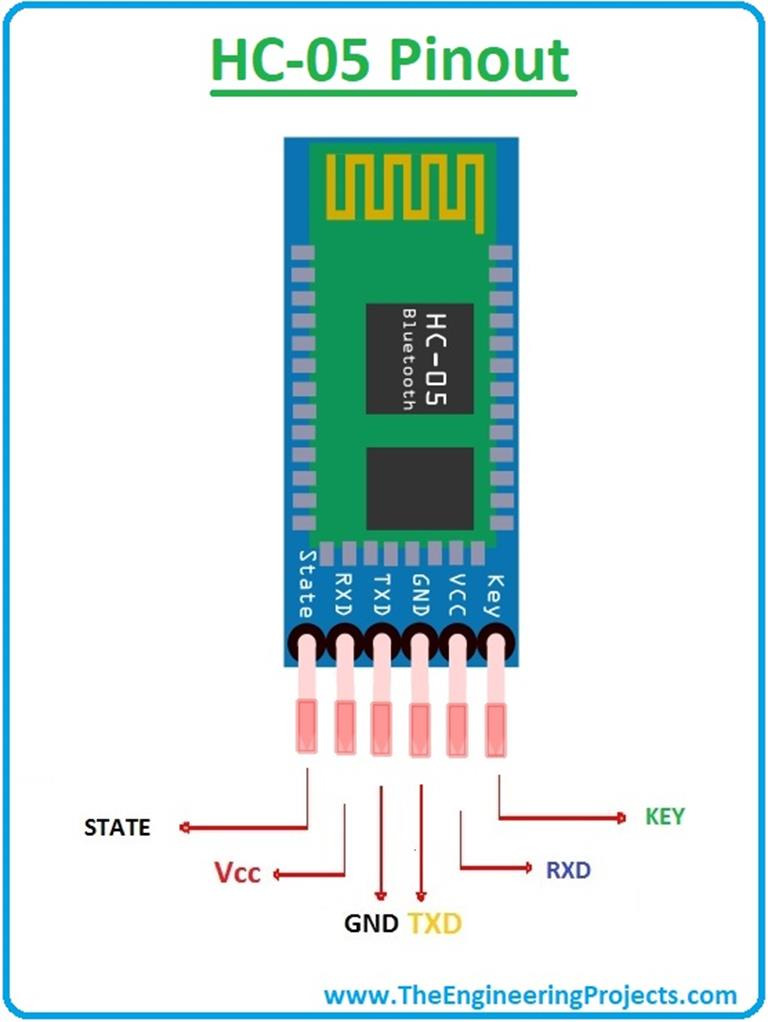 HC-05 Pinout
HC-05
Bluetooth
State
RXD
TXD
GND
VCC
Key
STATE
KEY
Vcc
RXD
GND
TXD
www.TheEngineeringProjects.com